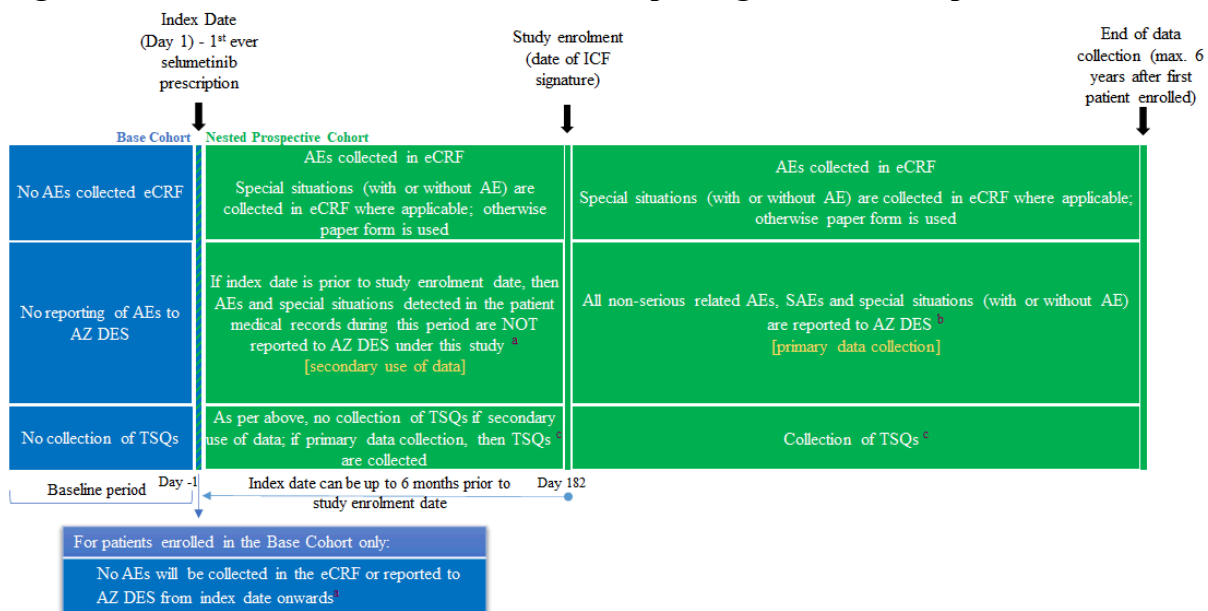 Index Date
(Day 1) - 1st ever
selumetinib
prescription
Study enrolment
(date of ICF
signature)
End of data
collection (max. 6
years after first
patient enrolled)
Base Cohort
Nested Prospective Cohort
No AEs collected eCRF
AEs collected in eCRF
Special situations (with or without AE) are
collected in eCRF where applicable; otherwise
paper form is used
AEs collected in eCRF
Special situations (with or without AE) are collected in eCRF where applicable;
otherwise paper form is used
No reporting of AEs to
AZ DES
If index date is prior to study enrolment date, then
AEs and special situations detected in the patient
medical records during this period are NOT
reported to AZ DES under this study a
[secondary use of data]
All non-serious related AEs, SAEs and special situations (with or without AE)
are reported to AZ DES b
[primary data collection]
No collection of TSQs
As per above, no collection of TSQs if secondary
use of data; if primary data collection, then TSQs c
are collected
Collection of TSQs c
Baseline period
Day -1
Index date can be up to 6 months prior to
study enrolment date
Day 182
For patients enrolled in the Base Cohort only:
No AEs will be collected in the eCRF or reported to
AZ DES from index date onwards a